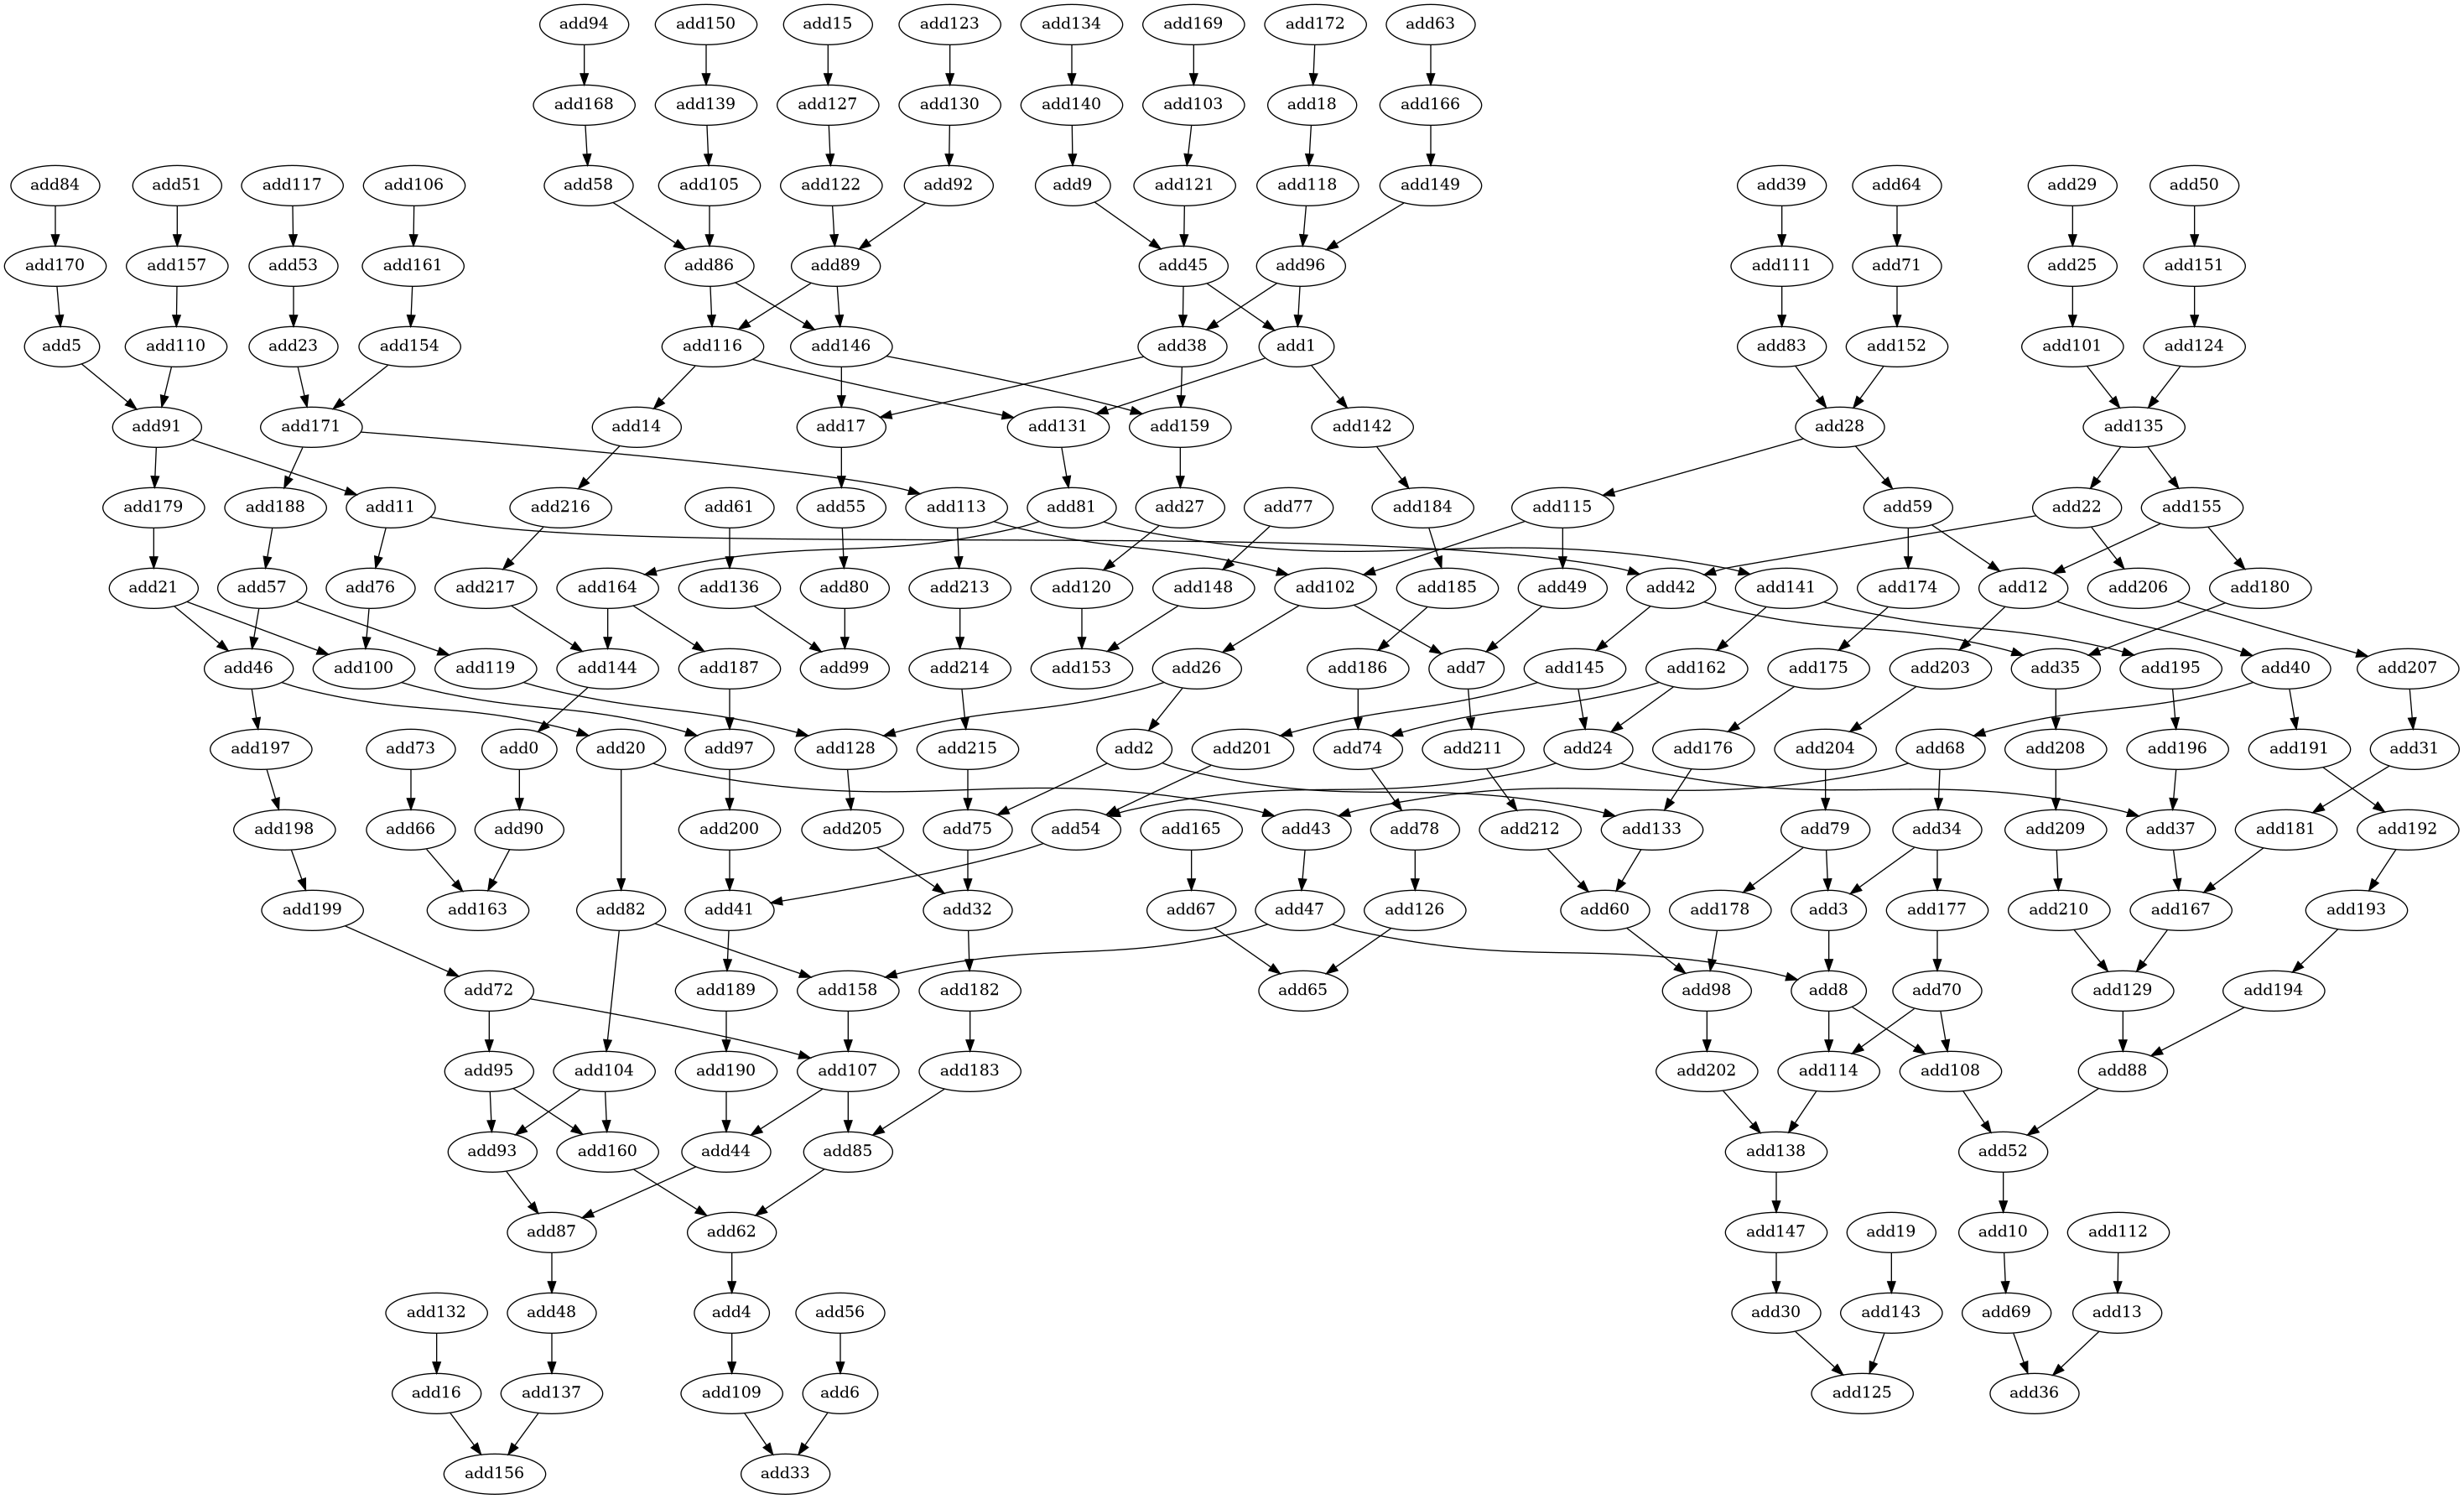 add94 add150 add15 add123 add134 add169 add172 add63
add168 add139 add127 add130 add140 add103 add18 add166
add84 add51 add117 add106 add58 add105 add122 add92 add9 add121 add118 add149 add39 add64 add29 add50
add170 add157 add53 add161 add86 add89 add45 add96 add111 add71 add25 add151
add5 add110 add23 add154 add116 add146 add38 add1 add83 add152 add101 add124
add91 add171 add14 add17 add131 add159 add142 add28 add135
add179 add188 add11 add216 add61 add55 add113 add81 add27 add77 add184 add115 add59 add22 add155
add21 add57 add76 add217 add164 add136 add80 add213 add120 add148 add102 add185 add49 add42 add141 add174 add12 add206 add180
add46 add100 add119 add144 add187 add99 add214 add153 add26 add186 add7 add145 add162 add175 add203 add35 add195 add40 add207
add197 add73 add0 add20 add97 add128 add215 add2 add201 add74 add211 add24 add176 add204 add68 add208 add196 add191 add31
add198 add66 add90 add200 add205 add75 add54 add165 add43 add78 add212 add133 add79 add34 add209 add37 add181 add192
add199 add163 add82 add41 add32 add67 add47 add126 add60 add178 add3 add177 add210 add167 add193
add72 add189 add158 add182 add65 add98 add8 add70 add129 add194
add95 add104 add190 add107 add183 add202 add114 add108 add88
add93 add160 add44 add85 add138 add52
add87 add62 add147 add19 add10 add112
add132 add48 add4 add56 add30 add143 add69 add13
add16 add137 add109 add6 add125 add36
add156 add33